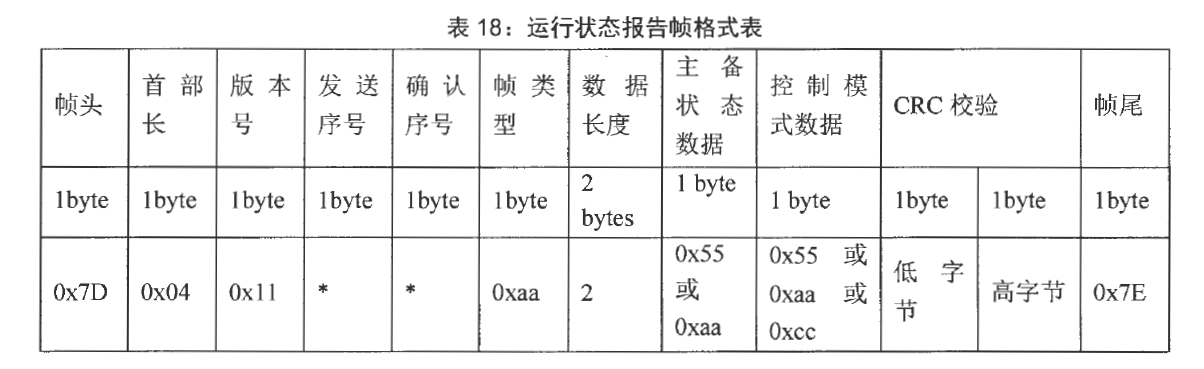 表 18：运行状态报告帧格式表
帧头
首部
长
版本
号
发送
序号
确认
序号
帧类
型
数据
长度
主备
状态
数据
控制模
式数据
CRC 校验
帧尾
1byte
1byte
1byte
1byte
1byte
1byte
2
bytes
1 byte
1 byte
1byte
1byte
1byte
0x7D
0x04
0x11
*
*
0xaa
2
0x55
或
0xaa
0x55 或
0xaa 或
0xcc
低字
节
高字节
0x7E